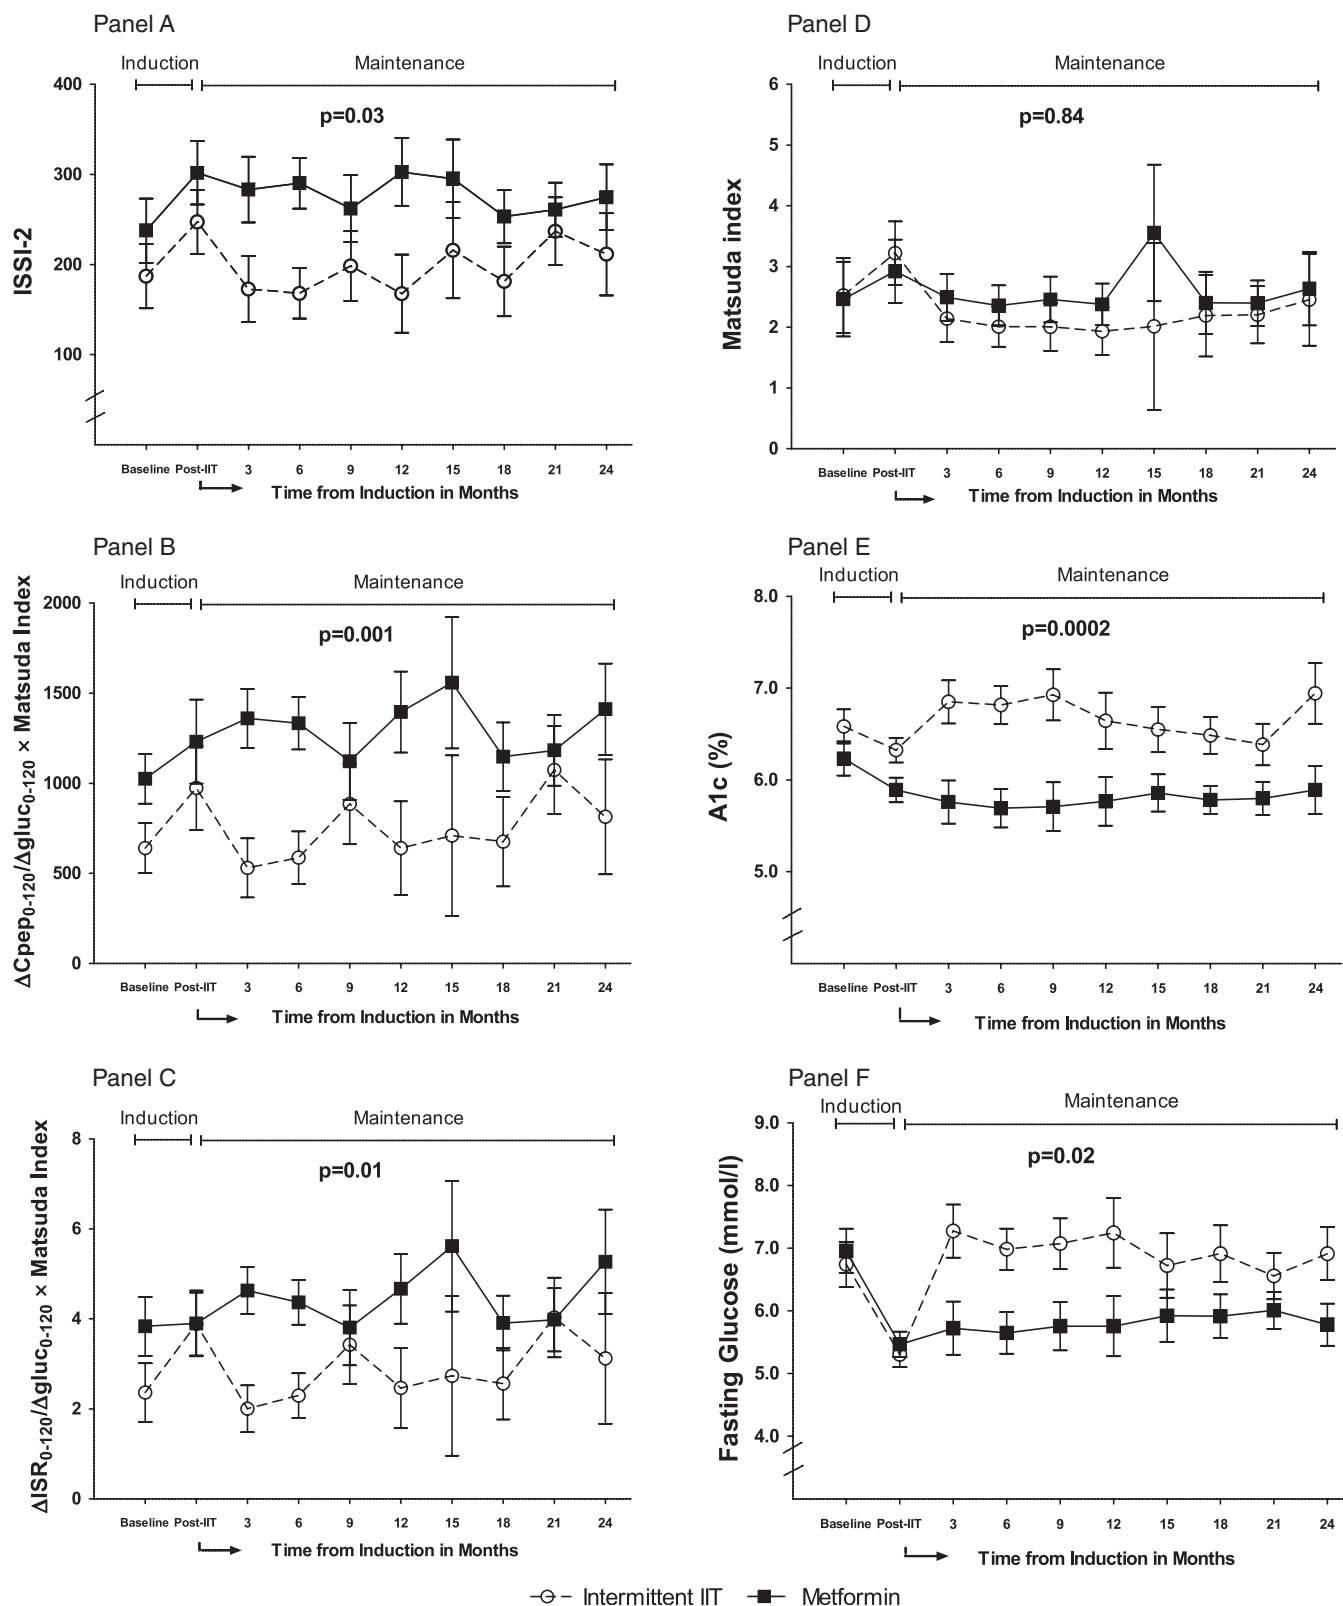 Panel A
Induction Maintenance
p=0.03
ISSI-2
400
300
200
100
Baseline Post-IIT 3 6 9 12 15 18 21 24
Time from Induction in Months
Panel D
Induction Maintenance
p=0.84
Matsuda index
6
5
4
3
2
1
0
Baseline Post-IIT 3 6 9 12 15 18 21 24
Time from Induction in Months
Panel B
Induction Maintenance
p=0.001
ΔCpep0-120/Δgluc0-120 × Matsuda Index
2000
1500
1000
500
0
Baseline Post-IIT 3 6 9 12 15 18 21 24
Time from Induction in Months
Panel E
Induction Maintenance
p=0.0002
A1c (%)
8.0
7.0
6.0
5.0
Baseline Post-IIT 3 6 9 12 15 18 21 24
Time from Induction in Months
Panel C
Induction Maintenance
p=0.01
ΔISR0-120/Δgluc0-120 × Matsuda Index
8
6
4
2
0
Baseline Post-IIT 3 6 9 12 15 18 21 24
Time from Induction in Months
Panel F
Induction Maintenance
p=0.02
Fasting Glucose (mmol/l)
9.0
8.0
7.0
6.0
5.0
4.0
Baseline Post-IIT 3 6 9 12 15 18 21 24
Time from Induction in Months
Intermittent IIT Metformin